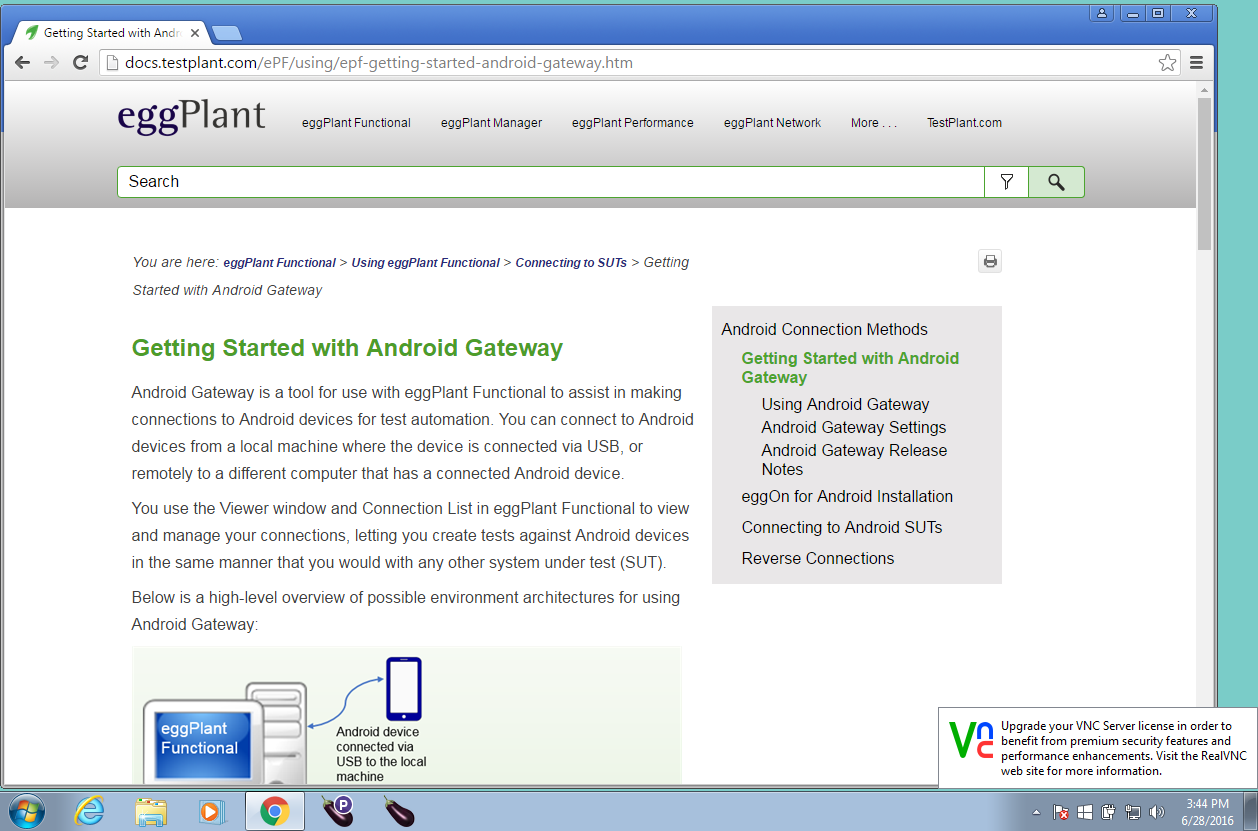 Getting Started with Andr
docs.testplant.com/ePF/using/epf-getting-started-android-gateway.htm
eggPlant
eggPlant Functional eggPlant Manager eggPlant Performance eggPlant Network More . . . TestPlant.com
Search
You are here: eggPlant Functional > Using eggPlant Functional > Connecting to SUTs > Getting
Started with Android Gateway
Getting Started with Android Gateway
Android Gateway is a tool for use with eggPlant Functional to assist in making
connections to Android devices for test automation. You can connect to Android
devices from a local machine where the device is connected via USB, or
remotely to a different computer that has a connected Android device.
You use the Viewer window and Connection List in eggPlant Functional to view
and manage your connections, letting you create tests against Android devices
in the same manner that you would with any other system under test (SUT).
Below is a high-level overview of possible environment architectures for using
Android Gateway:
eggPlant
Functional
Android device
connected via
USB to the local
machine
Android Connection Methods
Getting Started with Android
Gateway
Using Android Gateway
Android Gateway Settings
Android Gateway Release
Notes
eggOn for Android Installation
Connecting to Android SUTs
Reverse Connections
Vnc
Upgrade your VNC Server license in order to
benefit from premium security features and
performance enhancements. Visit the RealVNC
web site for more information.
P
3:44 PM
6/28/2016